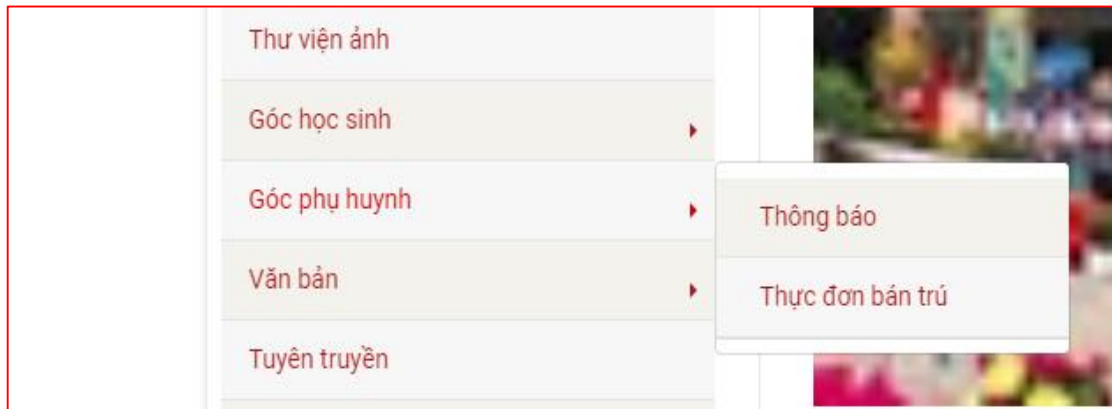 Thư viện ảnh
Góc học sinh
Góc phụ huynh
Thông báo
Văn bản
Thực đơn bán trú
Tuyên truyền